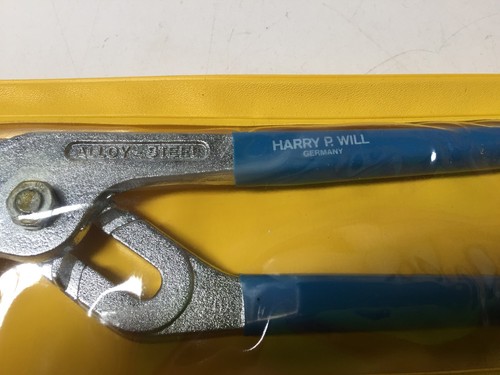 ALLOY - STEEL
HARRY P. WILL
GERMANY